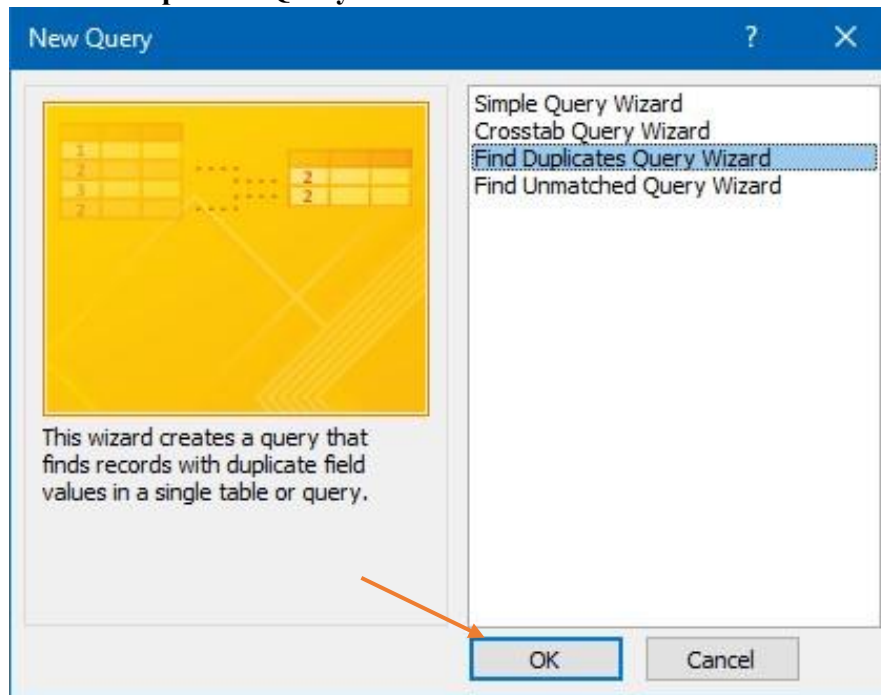 New Query
?
1
2
3
2
2
2
This wizard creates a query that
finds records with duplicate field
values in a single table or query.
Simple Query Wizard
Crosstab Query Wizard
Find Duplicates Query Wizard
Find Unmatched Query Wizard
OK
Cancel